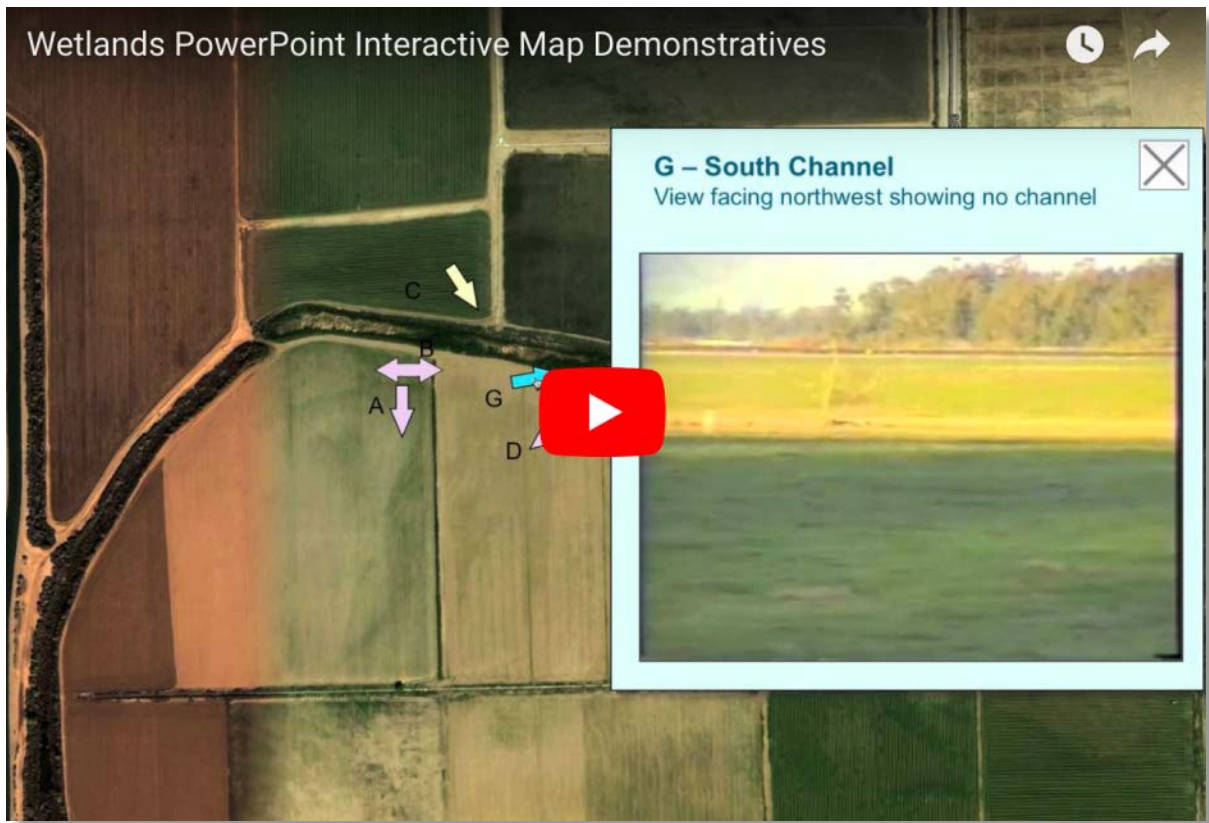 Wetlands PowerPoint Interactive Map Demonstratives
G – South Channel
View facing northwest showing no channel
C
B
A
G
D